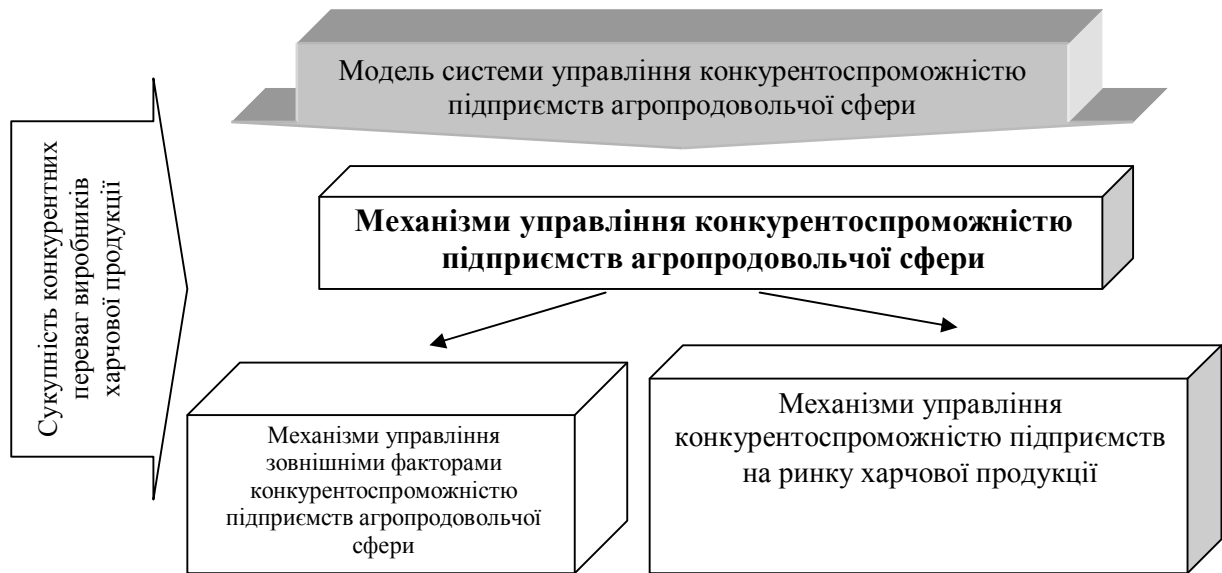 Модель системи управління конкурентоспроможністю
підприємств агропродовольчої сфери
Сукупність конкурентних
переваг виробників
харчової продукції
Механізми управління конкурентоспроможністю
підприємств агропродовольчої сфери
Механізми управління
зовнішніми факторами
конкурентоспроможністю
підприємств агропродовольчої
сфери
Механізми управління
конкурентоспроможністю підприємств
на ринку харчової продукції